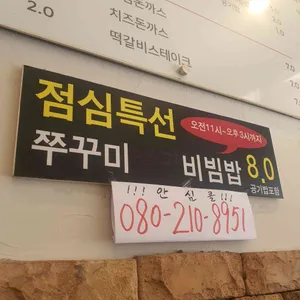 2.0
치즈돈까스
떡갈비스테이크
점심특선
오전11시~오후3시까지
쭈꾸미 비빔밥 8.0
공기밥포함
!!! 안심콜!!!
080-210-8951